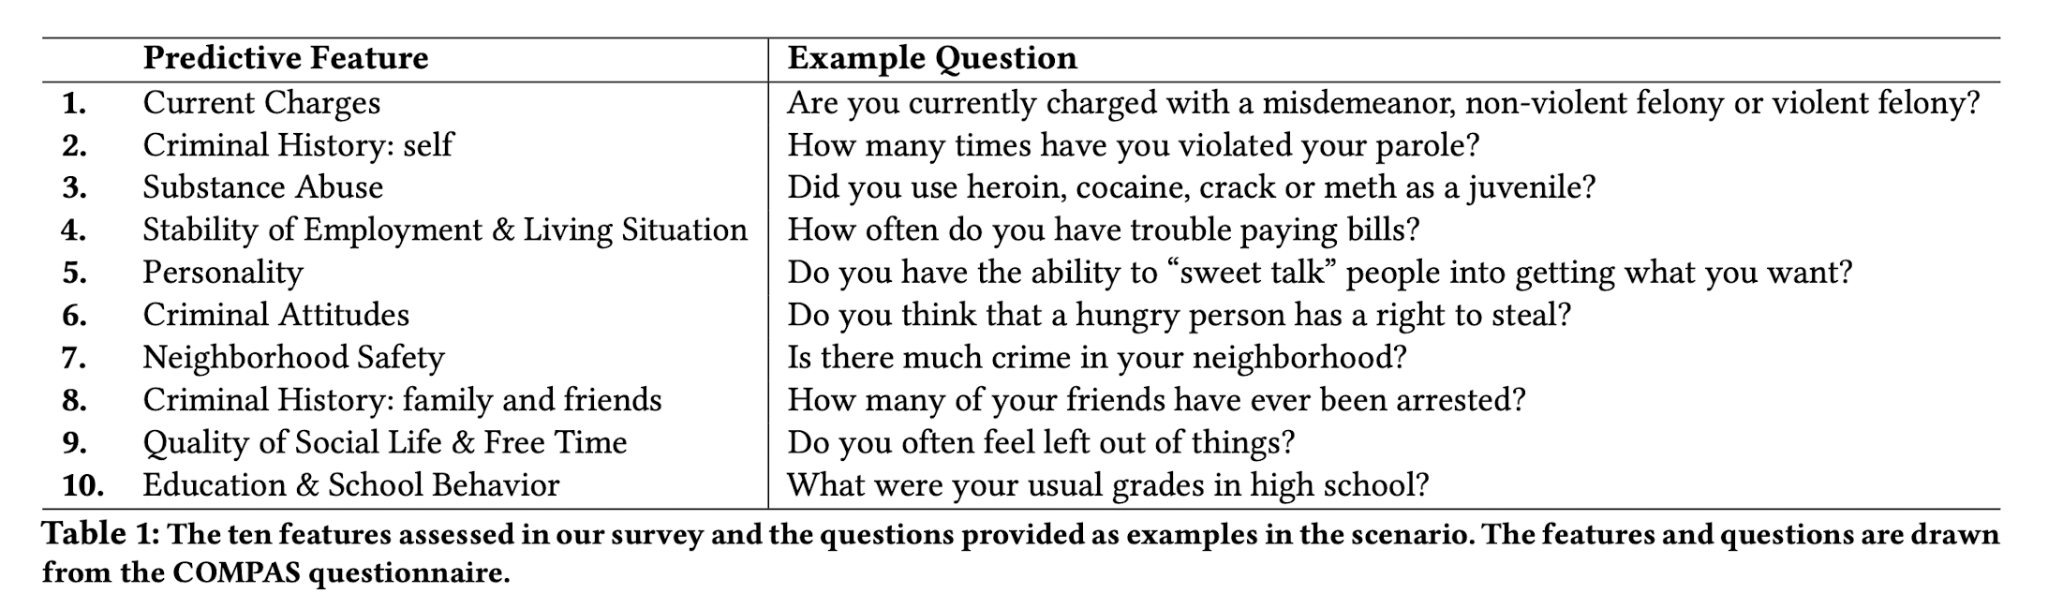 Predictive Feature Example Question
1. Current Charges Are you currently charged with a misdemeanor, non-violent felony or violent felony?
2. Criminal History: self How many times have you violated your parole?
3. Substance Abuse Did you use heroin, cocaine, crack or meth as a juvenile?
4. Stability of Employment & Living Situation How often do you have trouble paying bills?
5. Personality Do you have the ability to “sweet talk” people into getting what you want?
6. Criminal Attitudes Do you think that a hungry person has a right to steal?
7. Neighborhood Safety Is there much crime in your neighborhood?
8. Criminal History: family and friends How many of your friends have ever been arrested?
9. Quality of Social Life & Free Time Do you often feel left out of things?
10. Education & School Behavior What were your usual grades in high school?
Table 1: The ten features assessed in our survey and the questions provided as examples in the scenario. The features and questions are drawn
from the COMPAS questionnaire.